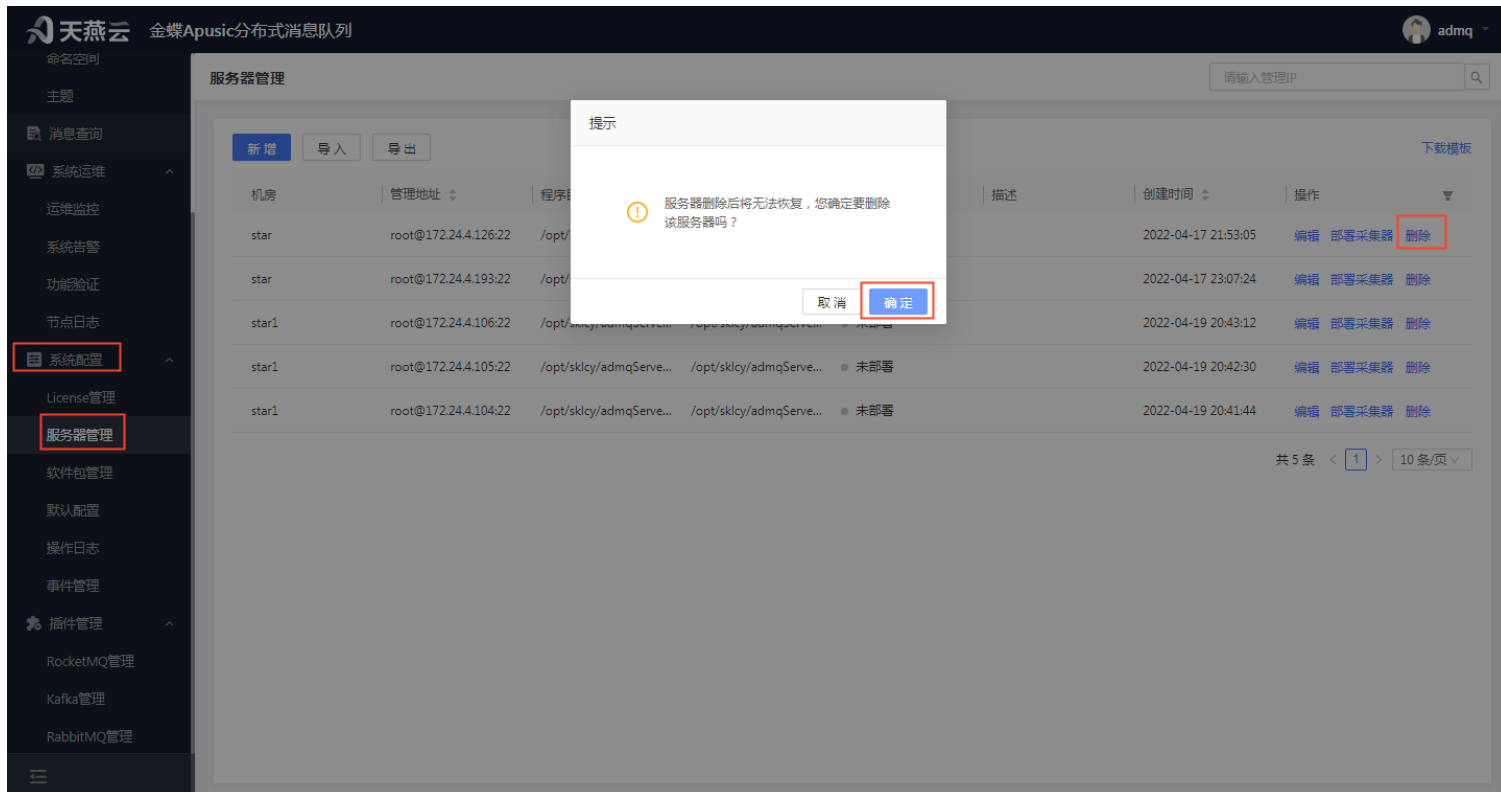 天燕云 金蝶Apusic分布式消息队列 admq
命名空间
主题
消息查询
系统运维
运维监控
系统告警
功能验证
节点日志
系统配置
License管理
服务器管理
软件包管理
默认配置
操作日志
事件管理
插件管理
RocketMQ管理
Kafka管理
RabbitMQ管理
服务器管理 请输入管理IP
新增 导入 导出 下载模板
机房 管理地址 描述 创建时间 操作
star root@172.24.4.126:22 /opt/ 2022-04-17 21:53:05 编辑 部署采集器 删除
star root@172.24.4.193:22 /opt/ 2022-04-17 23:07:24 编辑 部署采集器 删除
star1 root@172.24.4.106:22 /opt/sklcy/admqServe... /opt/sklcy/admqServe... 未部署 2022-04-19 20:43:12 编辑 部署采集器 删除
star1 root@172.24.4.105:22 /opt/sklcy/admqServe... /opt/sklcy/admqServe... 未部署 2022-04-19 20:42:30 编辑 部署采集器 删除
star1 root@172.24.4.104:22 /opt/sklcy/admqServe... /opt/sklcy/admqServe... 未部署 2022-04-19 20:41:44 编辑 部署采集器 删除
共 5 条 < 1 > 10 条/页
提示
服务器删除后将无法恢复，您确定要删除
该服务器吗？
取消 确定